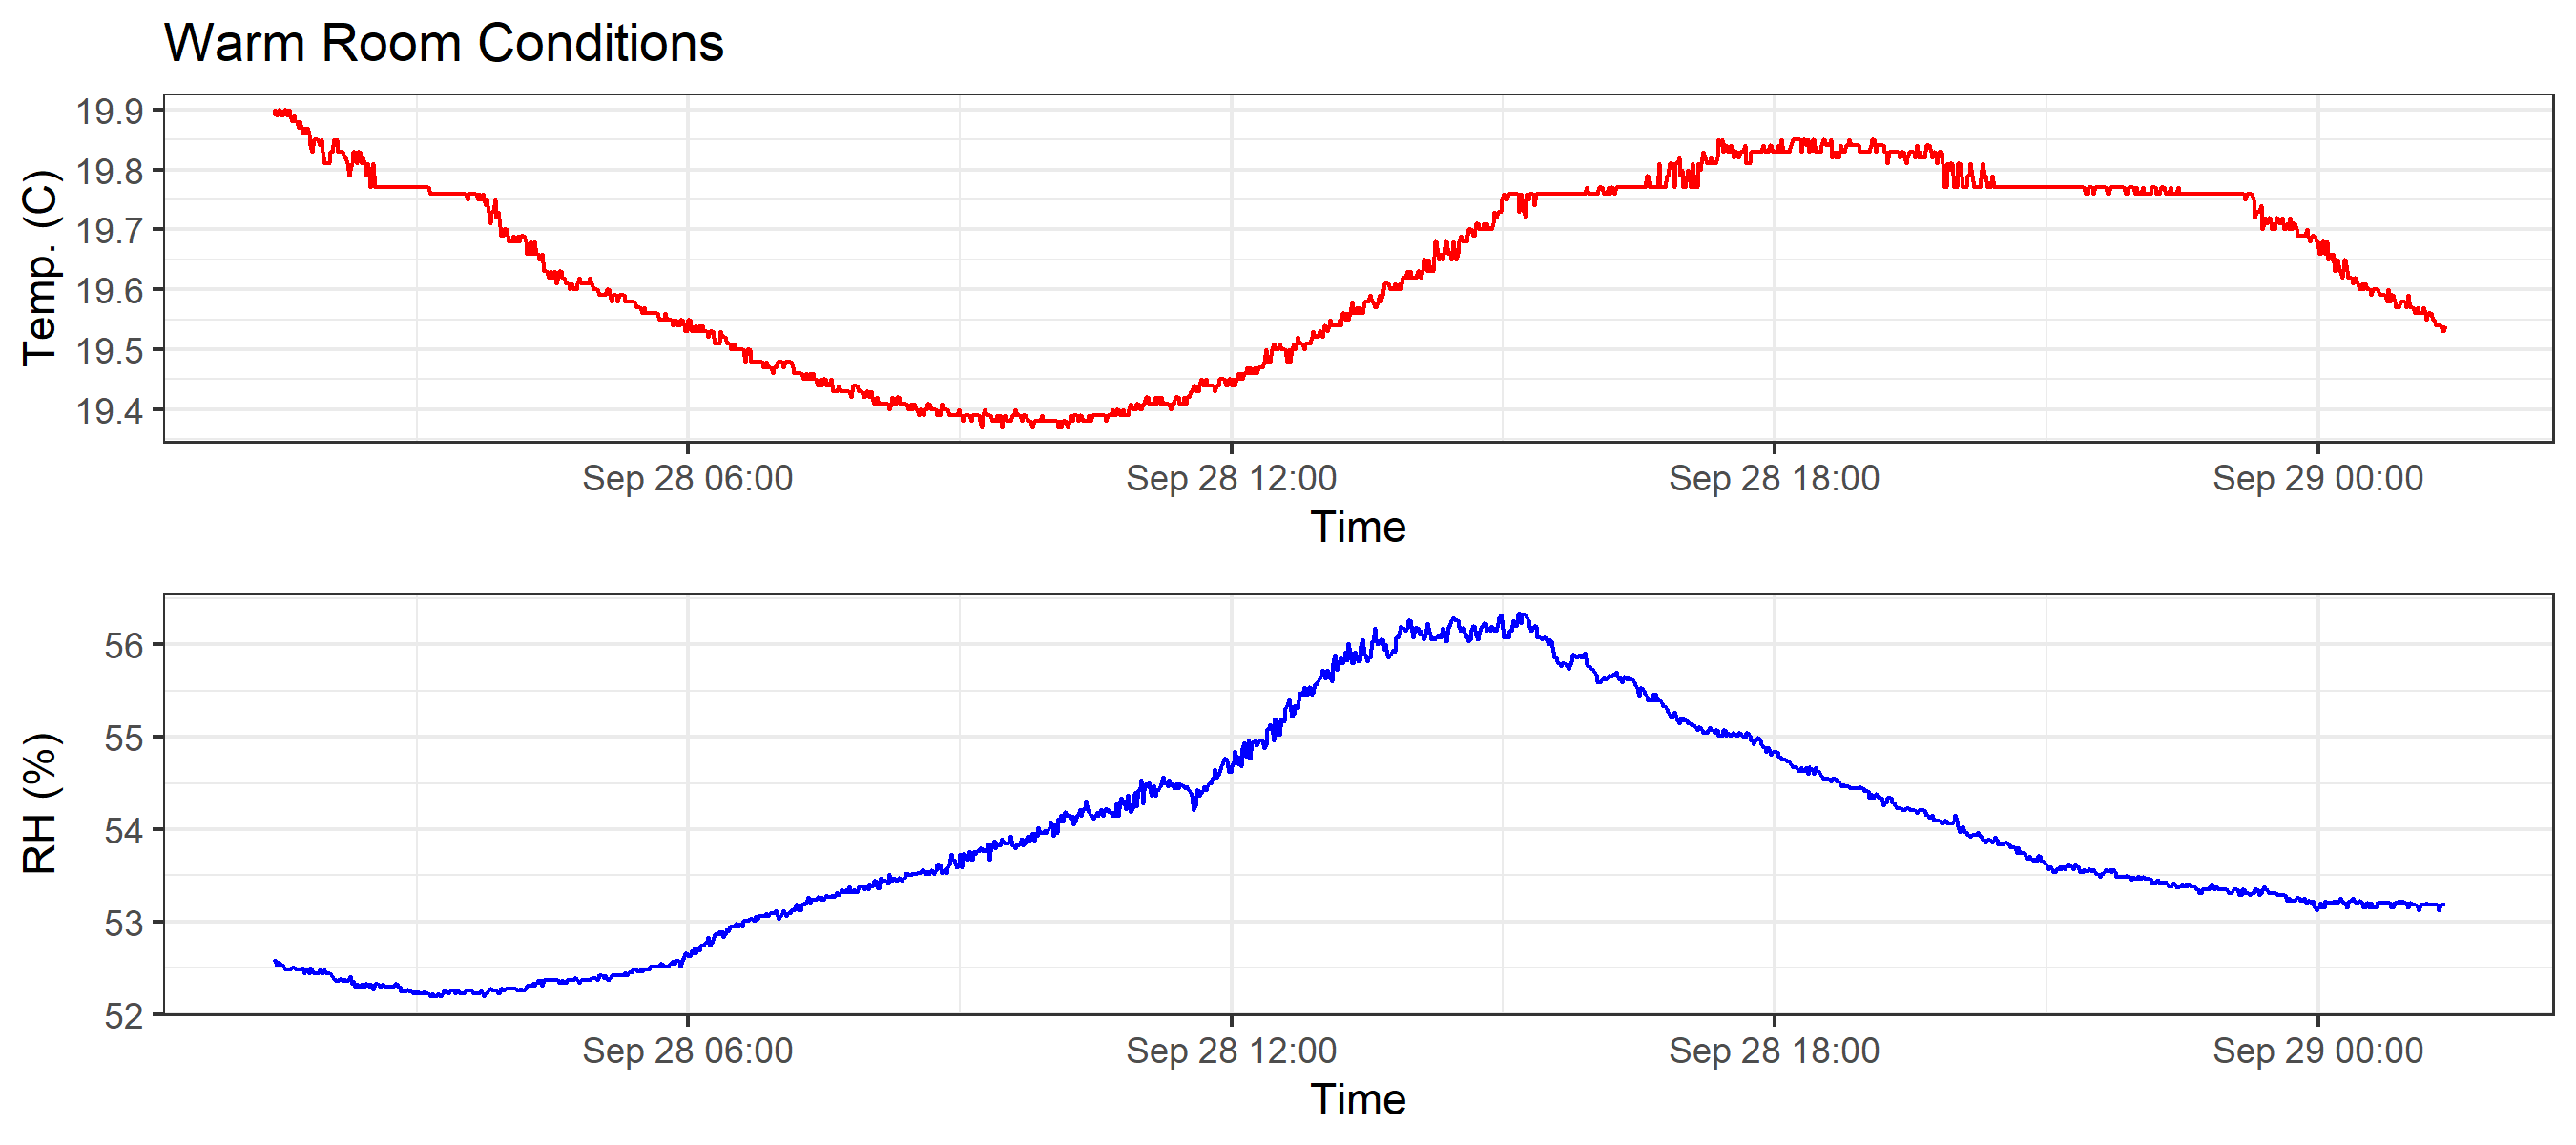 Warm Room Conditions
Temp. (C)
19.9
19.8
19.7
19.6
19.5
19.4
Sep 28 06:00 Sep 28 12:00 Sep 28 18:00 Sep 29 00:00
Time
RH (%)
56
55
54
53
52
Sep 28 06:00 Sep 28 12:00 Sep 28 18:00 Sep 29 00:00
Time